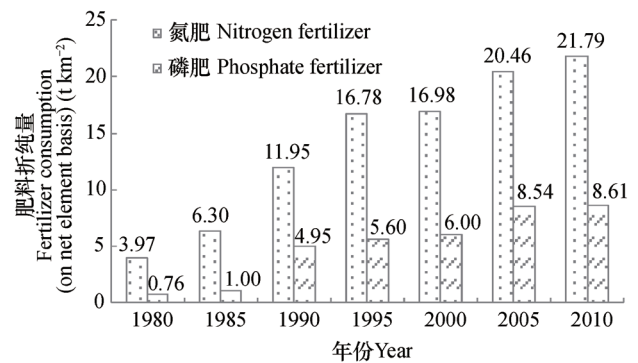 氮肥 Nitrogen fertilizer
磷肥 Phosphate fertilizer
肥料折纯量
Fertilizer consumption
(on net element basis) (t km⁻²)
25
20
15
10
5
0
3.97
0.76
6.30
1.00
11.95
4.95
16.78
5.60
16.98
6.00
20.46
8.54
21.79
8.61
1980 1985 1990 1995 2000 2005 2010
年份Year